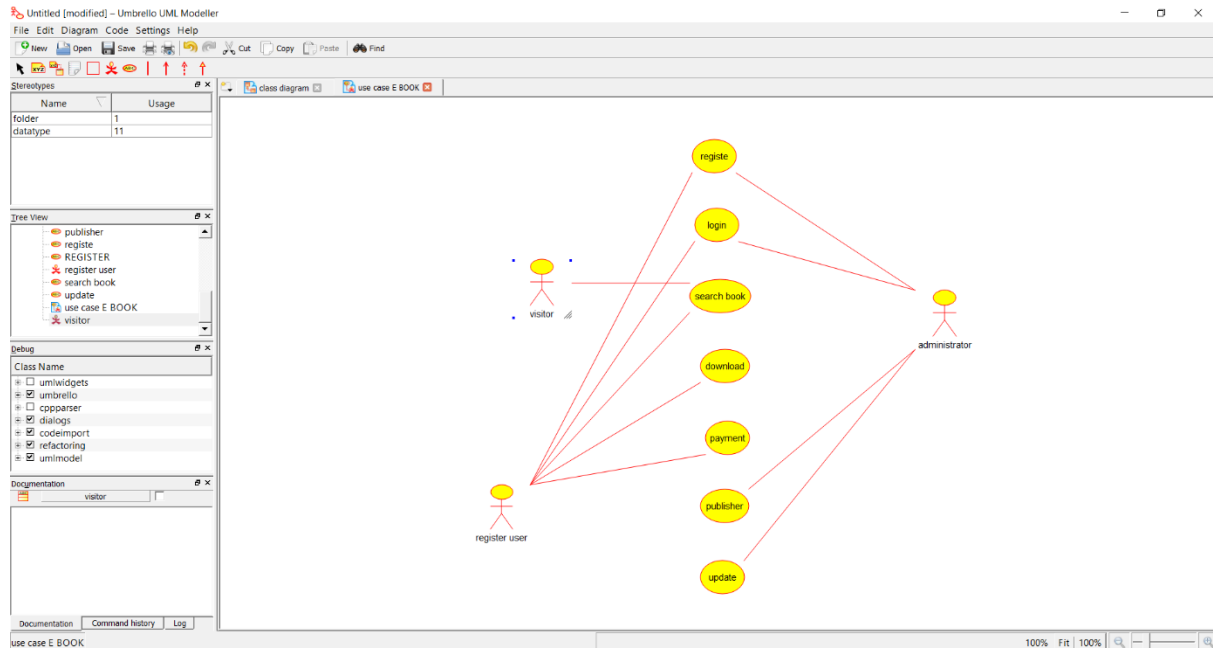 Untitled [modified] – Umbrello UML Modeller
File Edit Diagram Code Settings Help
New Open Save Cut Copy Paste Find
xyz
Stereotypes
class diagram use case E BOOK
Name Usage
folder 1
datatype 11
Tree View
publisher
registe
REGISTER
register user
search book
update
use case E BOOK
visitor
Debug
Class Name
umlwidgets
umbrello
cppparser
dialogs
codeimport
refactoring
umlmodel
Documentation
visitor
Documentation Command history Log
registe
login
search book
visitor
administrator
download
payment
publisher
register user
update
use case E BOOK
100% Fit 100%